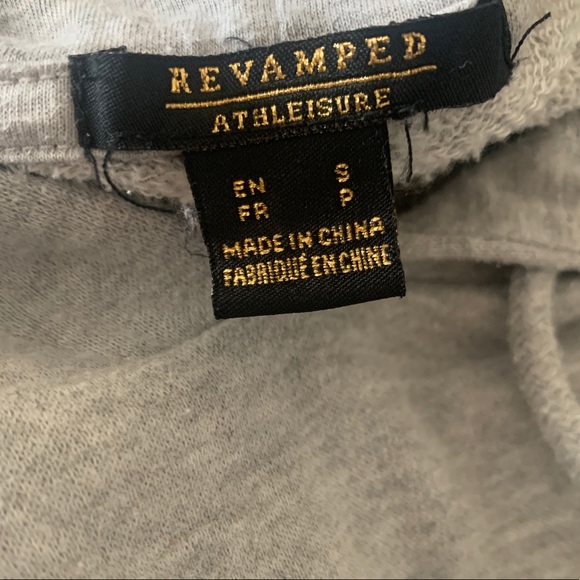 REVAMPED
ATHLEISURE
EN S
FR P
MADE IN CHINA
FABRIQUÉ EN CHINE